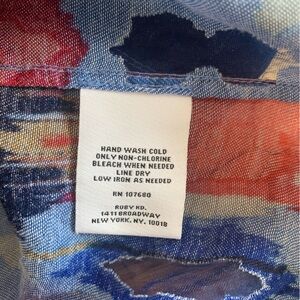 HAND WASH COLD
ONLY NON-CHLORINE
BLEACH WHEN NEEDED
LINE DRY
LOW IRON AS NEEDED
RN 107680
RUBY RD.
1411 BROADWAY
NEW YORK, NY. 10018